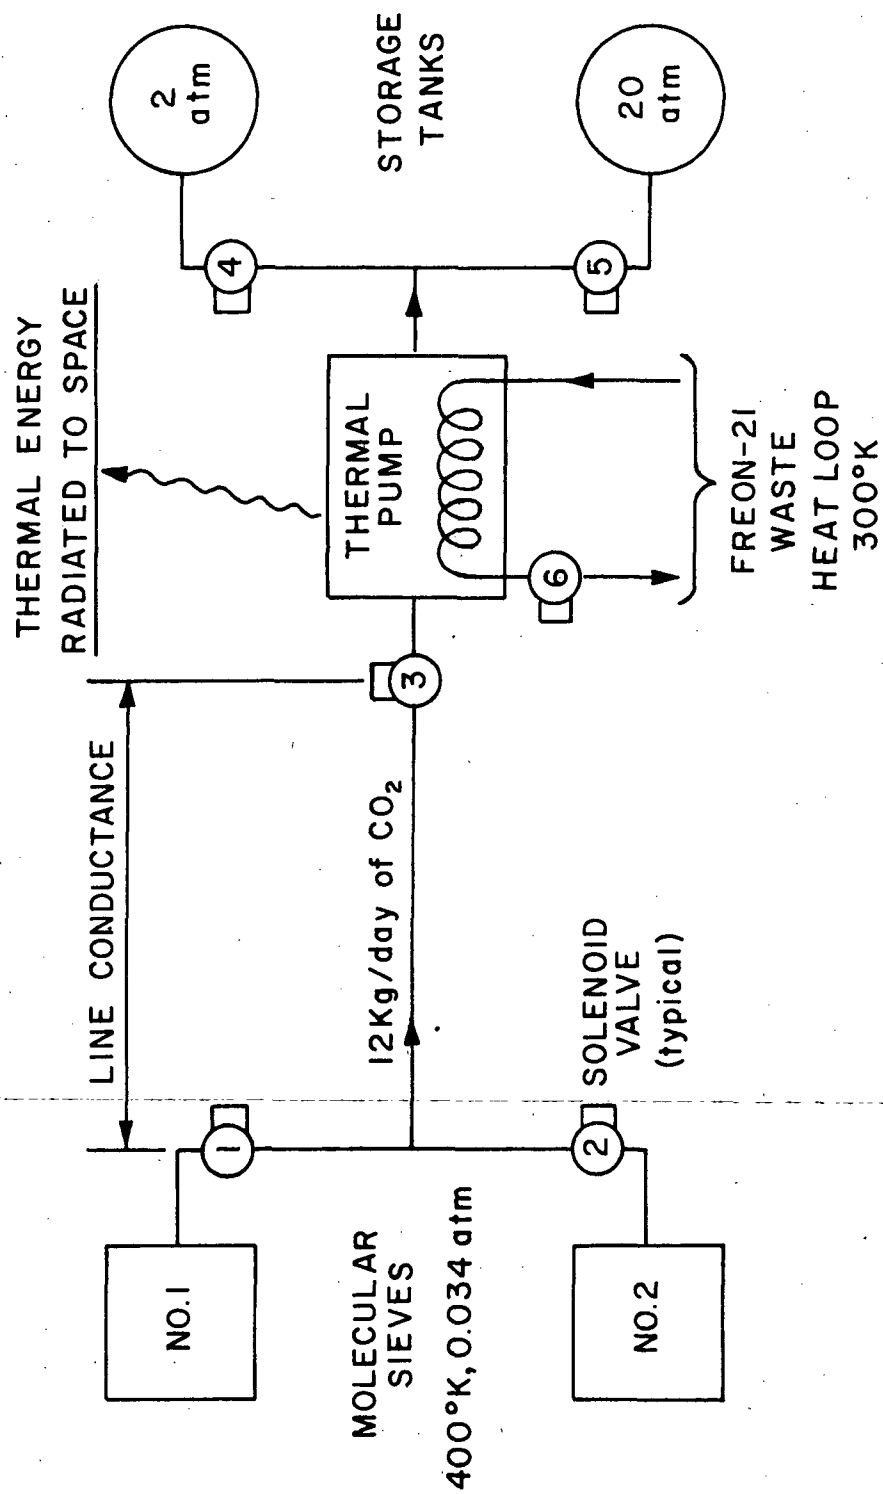 THERMAL ENERGY
RADIATED TO SPACE
LINE CONDUCTANCE
NO.1
1
MOLECULAR
SIEVES
400°K, 0.034 atm
NO.2
2
SOLENOID
VALVE
(typical)
12Kg/day of CO₂
3
THERMAL
PUMP
6
FREON-21
WASTE
HEAT LOOP
300°K
4
5
2
atm
STORAGE
TANKS
20
atm